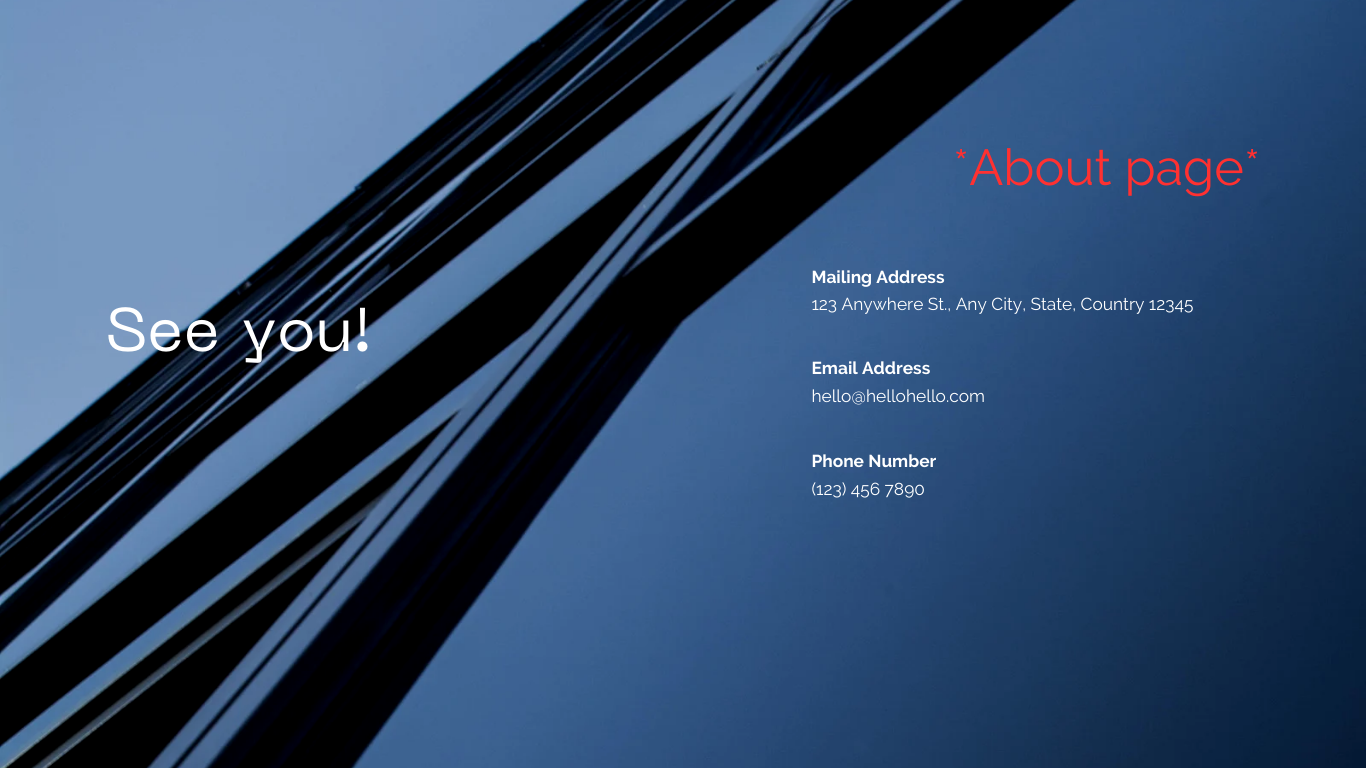 *About page*
See you!
Mailing Address
123 Anywhere St., Any City, State, Country 12345
Email Address
hello@hellohello.com
Phone Number
(123) 456 7890